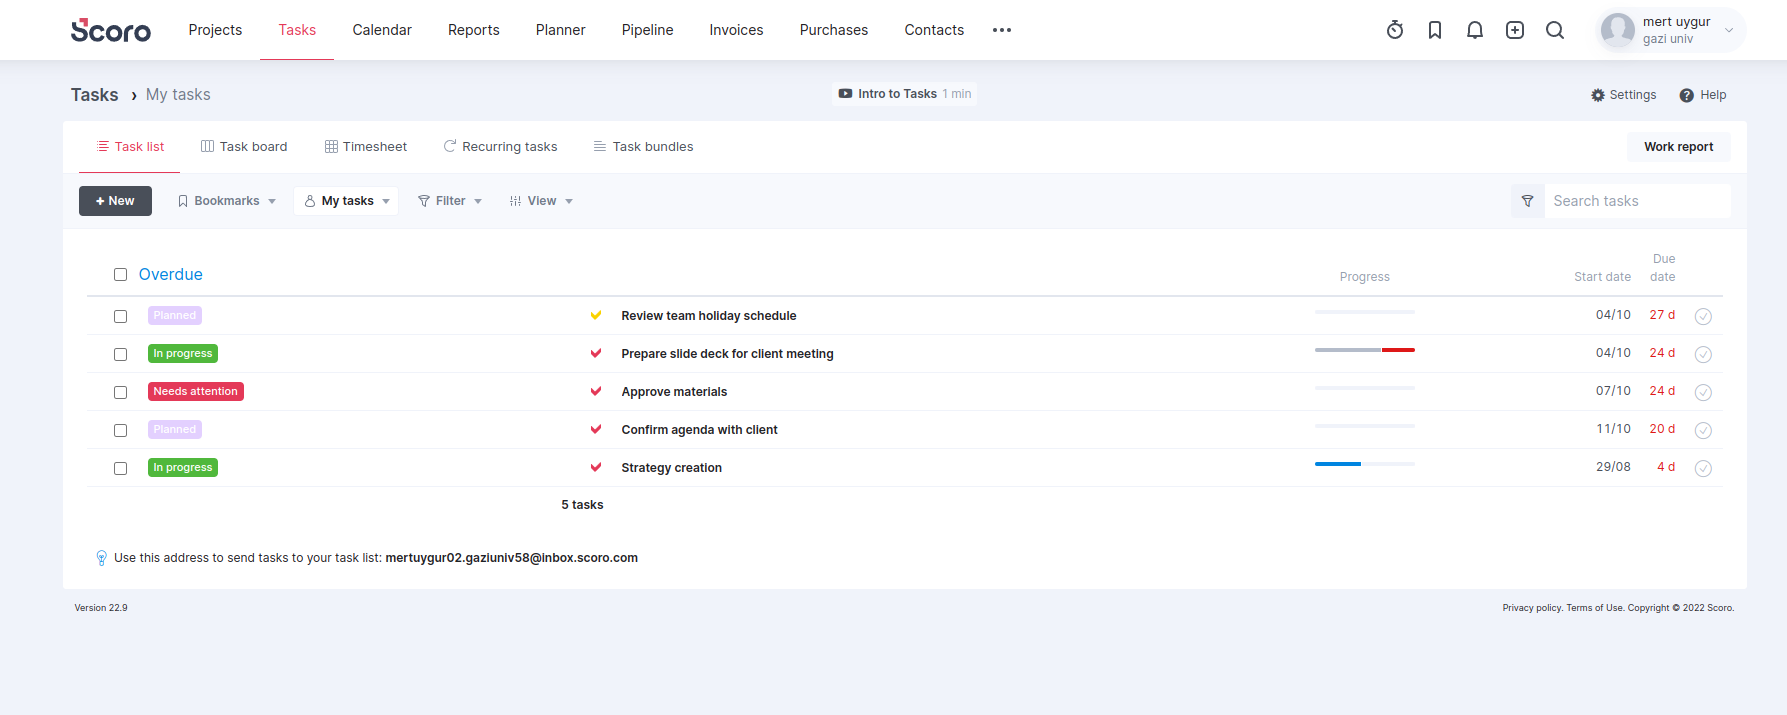 Scoro Projects Tasks Calendar Reports Planner Pipeline Invoices Purchases Contacts mert uygur
gazi univ
Tasks › My tasks Intro to Tasks 1 min Settings Help
Task list Task board Timesheet Recurring tasks Task bundles Work report
+ New Bookmarks My tasks Filter View Search tasks
Overdue Progress Start date Due date
Planned Review team holiday schedule 04/10 27 d
In progress Prepare slide deck for client meeting 04/10 24 d
Needs attention Approve materials 07/10 24 d
Planned Confirm agenda with client 11/10 20 d
In progress Strategy creation 29/08 4 d
5 tasks
Use this address to send tasks to your task list: mertuygur02.gaziuniv58@inbox.scoro.com
Version 22.9 Privacy policy. Terms of Use. Copyright © 2022 Scoro.